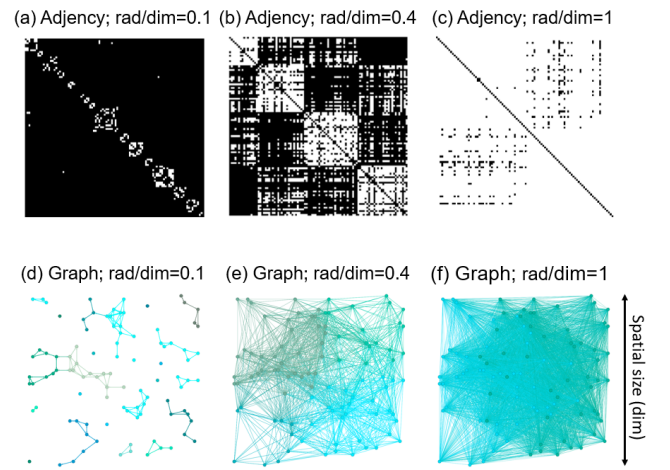 (a) Adjency; rad/dim=0.1
(b) Adjency; rad/dim=0.4
(c) Adjency; rad/dim=1
(d) Graph; rad/dim=0.1
(e) Graph; rad/dim=0.4
(f) Graph; rad/dim=1
Spatial size (dim)